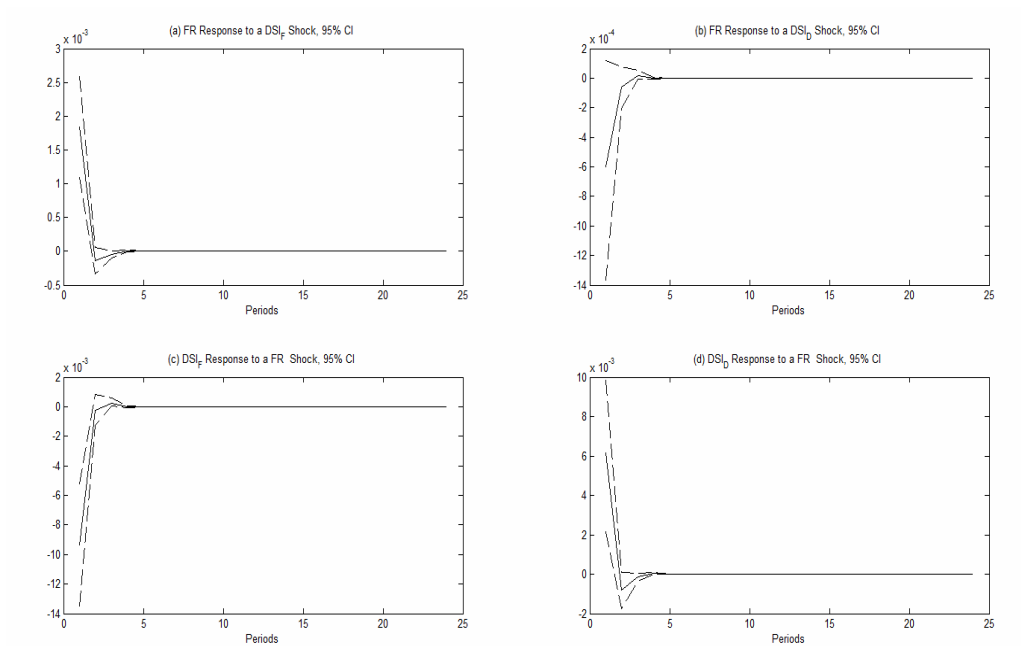 (a) FR Response to a DSI_F Shock, 95% CI
x 10^-3
3
2.5
2
1.5
1
0.5
0
-0.5
0 5 10 15 20 25
Periods
(b) FR Response to a DSI_D Shock, 95% CI
x 10^-4
2
0
-2
-4
-6
-8
-10
-12
-14
0 5 10 15 20 25
Periods
(c) DSI_F Response to a FR Shock, 95% CI
x 10^-3
2
0
-2
-4
-6
-8
-10
-12
-14
0 5 10 15 20 25
Periods
(d) DSI_D Response to a FR Shock, 95% CI
x 10^-3
10
8
6
4
2
0
-2
0 5 10 15 20 25
Periods